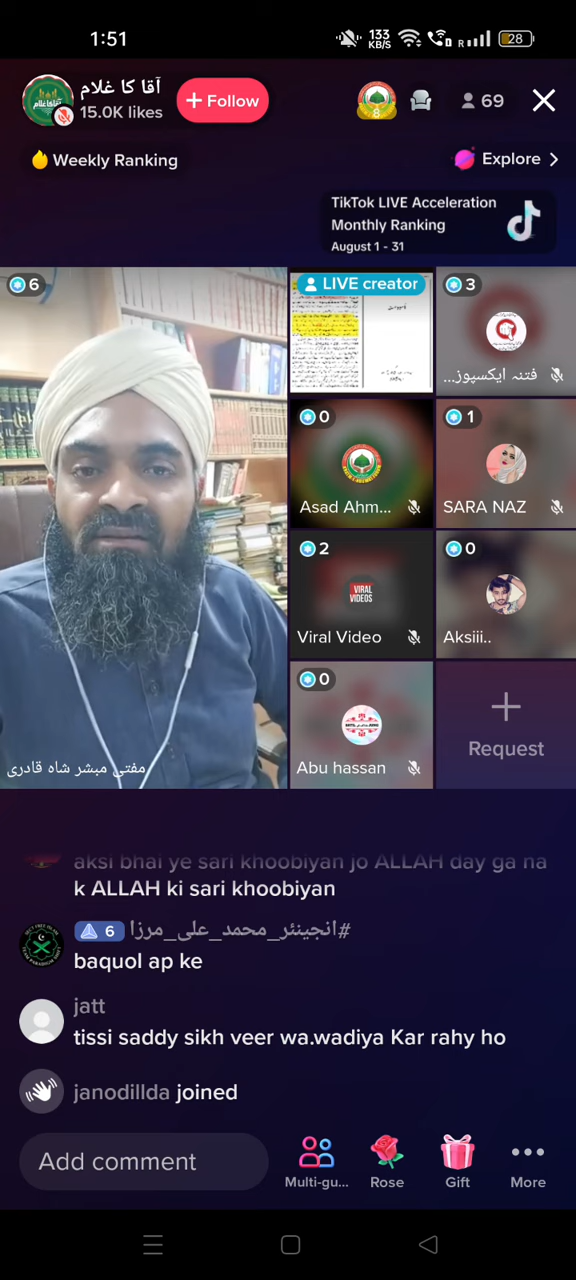 1:51
133
KB/S
R
28
آقا کا غلام
15.0K likes
+ Follow
8
69
Weekly Ranking
Explore
TikTok LIVE Acceleration
Monthly Ranking
August 1 - 31
6
LIVE creator
3
فتنہ ایکسپوز...
0
Asad Ahm...
1
SARA NAZ
2
VIRAL
VIDEOS
Viral Video
0
Aksiii..
0
Abu hassan
Request
مفتی مبشر شاہ قادری
aksi bhai ye sari khoobiyan jo ALLAH day ga na
k ALLAH ki sari khoobiyan
6
#انجینئر_محمد_علی_مرزا
baquol ap ke
jatt
tissi saddy sikh veer wa.wadiya Kar rahy ho
janodillda joined
Add comment
Multi-gu...
Rose
Gift
More